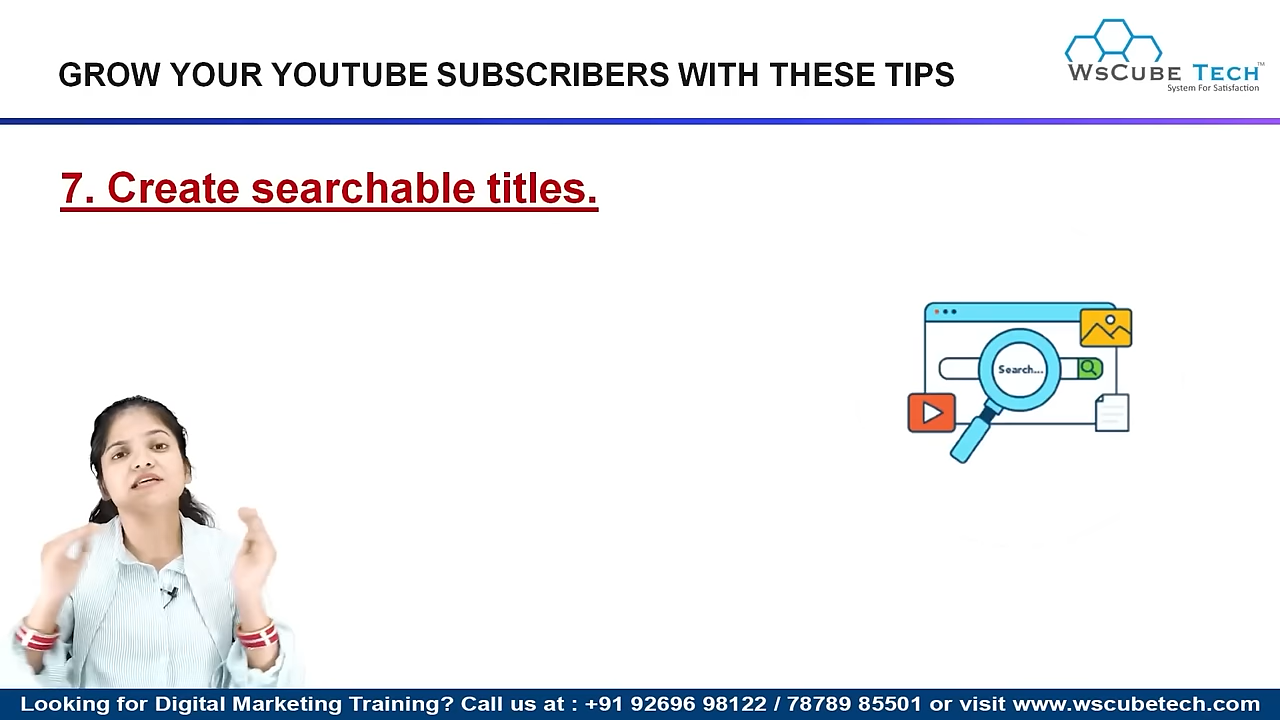 GROW YOUR YOUTUBE SUBSCRIBERS WITH THESE TIPS
WSCUBE TECH™
System For Satisfaction
7. Create searchable titles.
Search...
Looking for Digital Marketing Training? Call us at : +91 92696 98122 / 78789 85501 or visit www.wscubetech.com